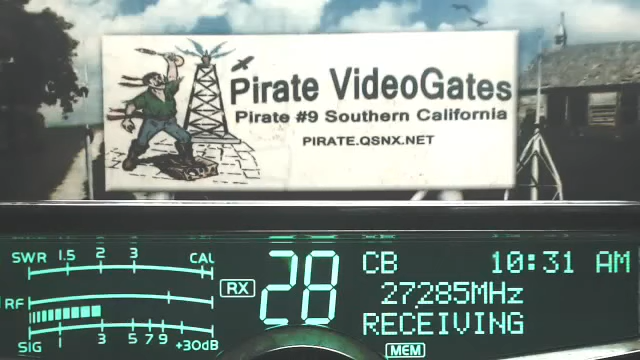 Pirate VideoGates
Pirate #9 Southern California
PIRATE.QSNX.NET
SWR 1.5 2 3 CAL
RX
28
CB 10:31 AM
27.285MHz
RF
RECEIVING
SIG 1 3 5 7 9 +30dB
MEM